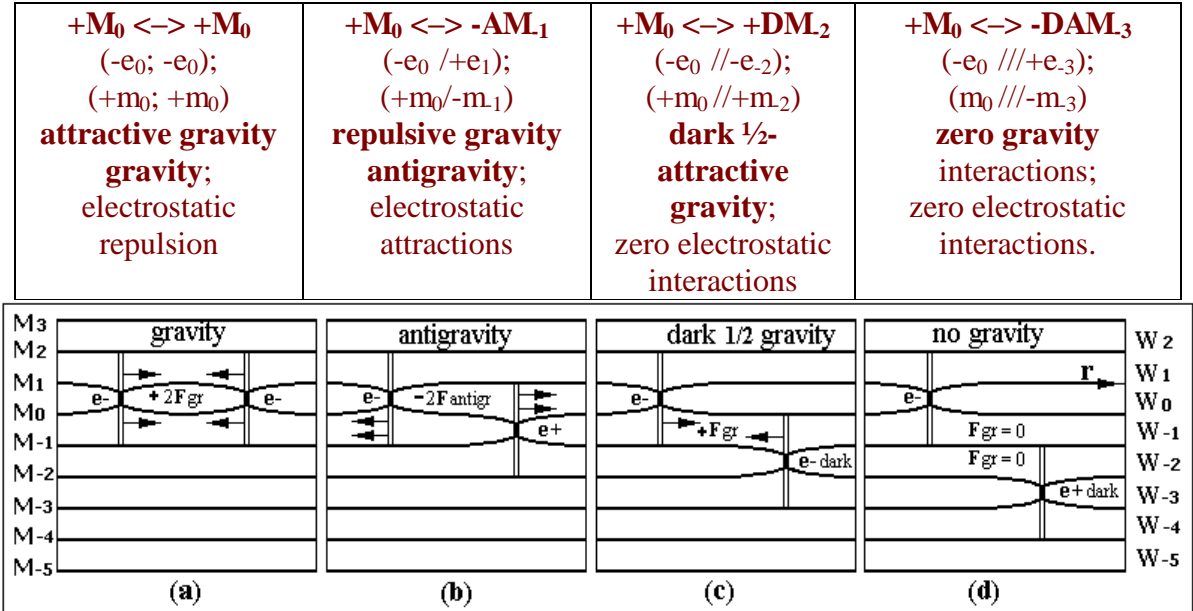 +M₀ <–> +M₀
(-e₀; -e₀);
(+m₀; +m₀)
attractive gravity
gravity;
electrostatic
repulsion
+M₀ <–> -AM₋₁
(-e₀ /+e₁);
(+m₀/-m₋₁)
repulsive gravity
antigravity;
electrostatic
attractions
+M₀ <–> +DM₋₂
(-e₀ //-e₋₂);
(+m₀ //+m₋₂)
dark ½-
attractive
gravity;
zero electrostatic
interactions
+M₀ <–> -DAM₋₃
(-e₀ ///+e₋₃);
(m₀ ///-m₋₃)
zero gravity
interactions;
zero electrostatic
interactions.
M3
M2
M1
M0
M-1
M-2
M-3
M-4
M-5
gravity
e-
+ 2Fgr
e-
(a)
antigravity
e-
-2Fantigr
e+
(b)
dark 1/2 gravity
e-
+Fgr
e- dark
(c)
no gravity
r
e-
Fgr = 0
Fgr = 0
e+ dark
(d)
W 2
W 1
W 0
W -1
W -2
W -3
W -4
W -5